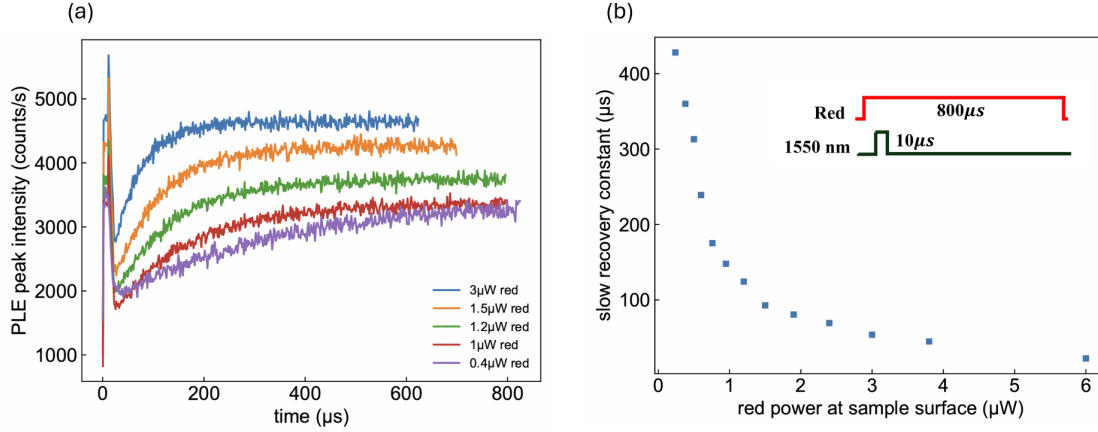 (a)
PLE peak intensity (counts/s)
5000
4000
3000
2000
1000
0
200
400
600
800
time (µs)
3µW red
1.5µW red
1.2µW red
1µW red
0.4µW red
(b)
slow recovery constant (µs)
400
300
200
100
0
1
2
3
4
5
6
red power at sample surface (µW)
Red
800µs
1550 nm
10µs